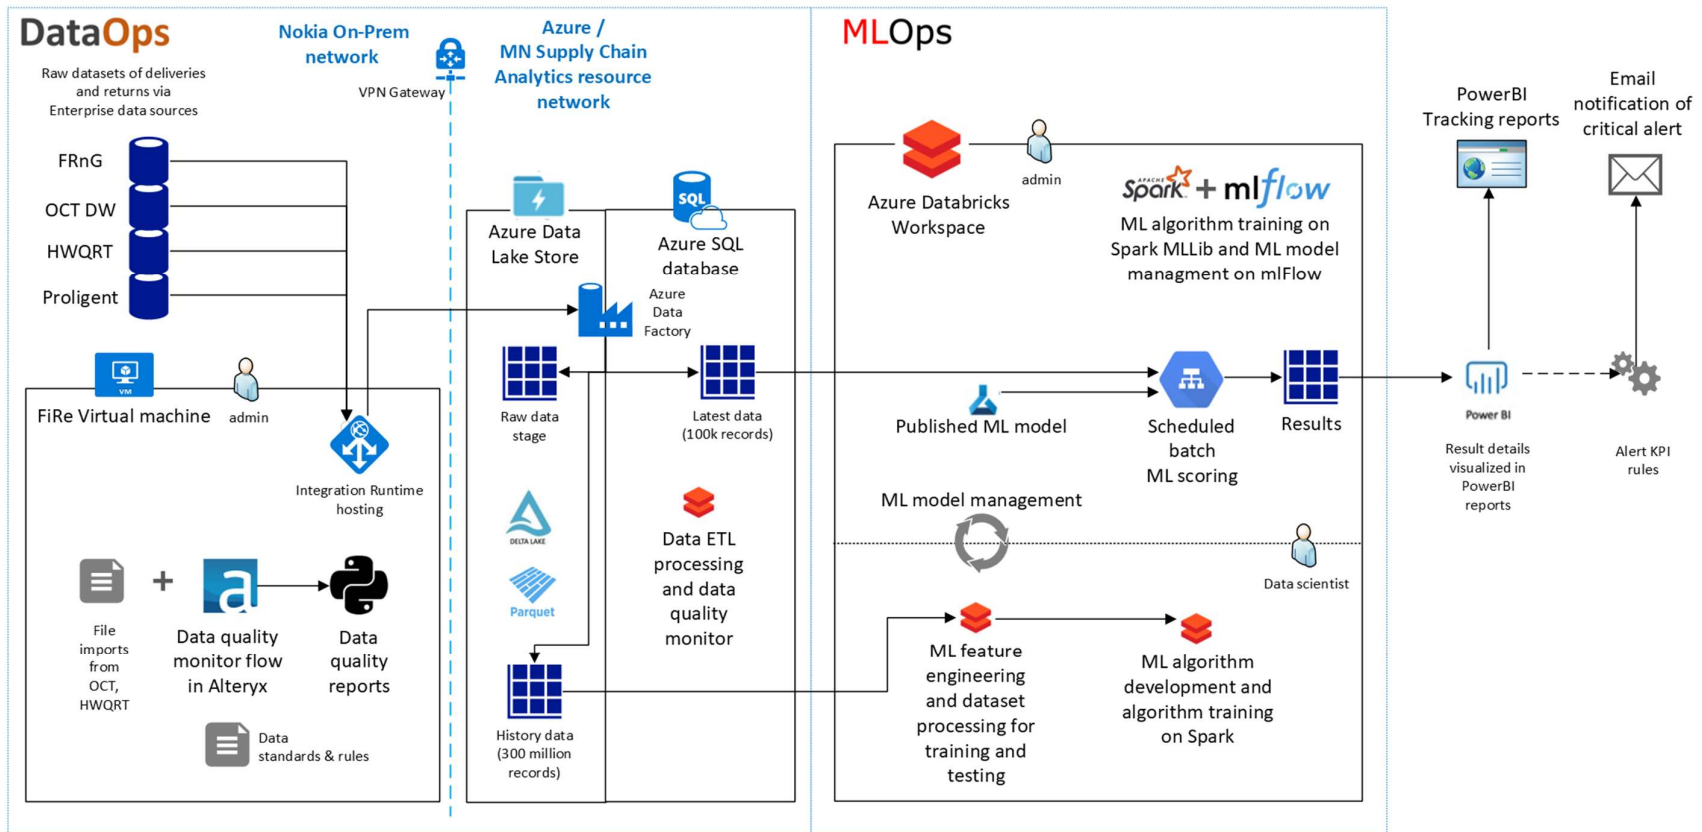 DataOps
Raw datasets of deliveries
and returns via
Enterprise data sources
FRnG
OCT DW
HWQRT
Proligent
Nokia On-Prem
network
VPN Gateway
Azure /
MN Supply Chain
Analytics resource
network
VM
FiRe Virtual machine
admin
Integration Runtime
hosting
File
imports
from
OCT,
HWQRT
+
a
Data quality
monitor flow
in Alteryx
Data
quality
reports
Data
standards & rules
Azure Data
Lake Store
SQL
Azure SQL
database
Azure
Data
Factory
Raw data
stage
Latest data
(100k records)
DELTA LAKE
Parquet
Data ETL
processing
and data
quality
monitor
History data
(300 million
records)
MLOps
Azure Databricks
Workspace
admin
APACHE
Spark + mlflow
ML algorithm training on
Spark MLLib and ML model
managment on mlFlow
Published ML model
Scheduled
batch
ML scoring
Results
ML model management
Data scientist
ML feature
engineering
and dataset
processing for
training and
testing
ML algorithm
development and
algorithm training
on Spark
PowerBI
Tracking reports
Email
notification of
critical alert
Power BI
Result details
visualized in
PowerBI
reports
Alert KPI
rules